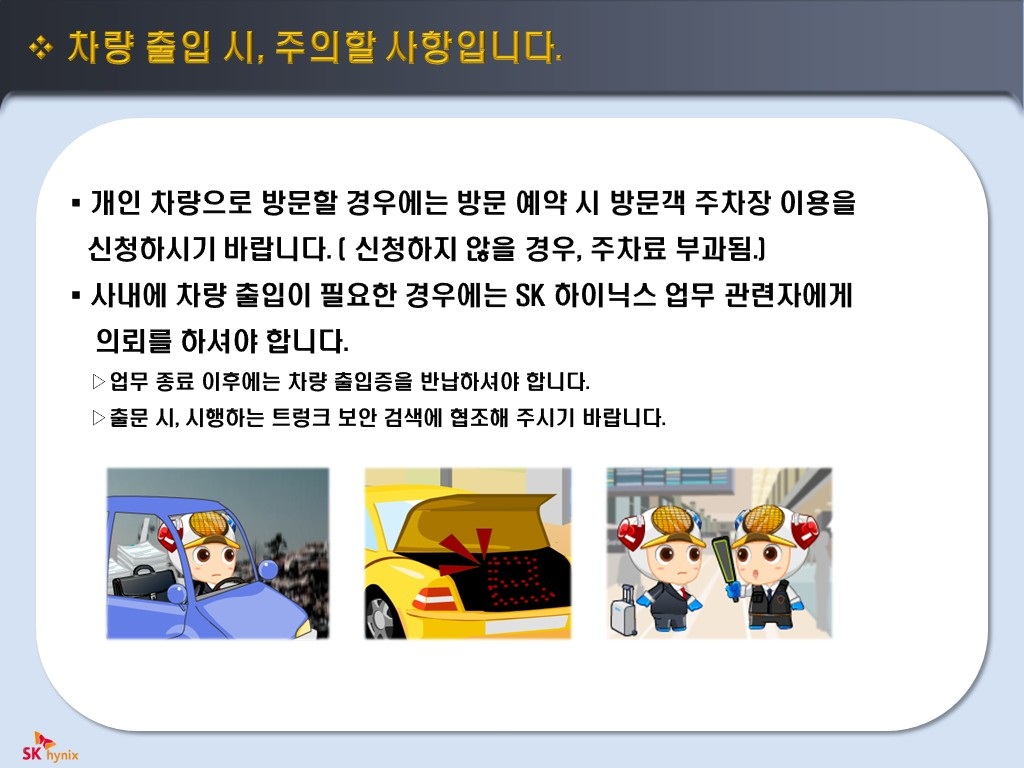 ❖ 차량 출입 시, 주의할 사항입니다.
▪ 개인 차량으로 방문할 경우에는 방문 예약 시 방문객 주차장 이용을
신청하시기 바랍니다. ( 신청하지 않을 경우, 주차료 부과됨.)
▪ 사내에 차량 출입이 필요한 경우에는 SK 하이닉스 업무 관련자에게
의뢰를 하셔야 합니다.
▷업무 종료 이후에는 차량 출입증을 반납하셔야 합니다.
▷출문 시, 시행하는 트렁크 보안 검색에 협조해 주시기 바랍니다.
SK hynix